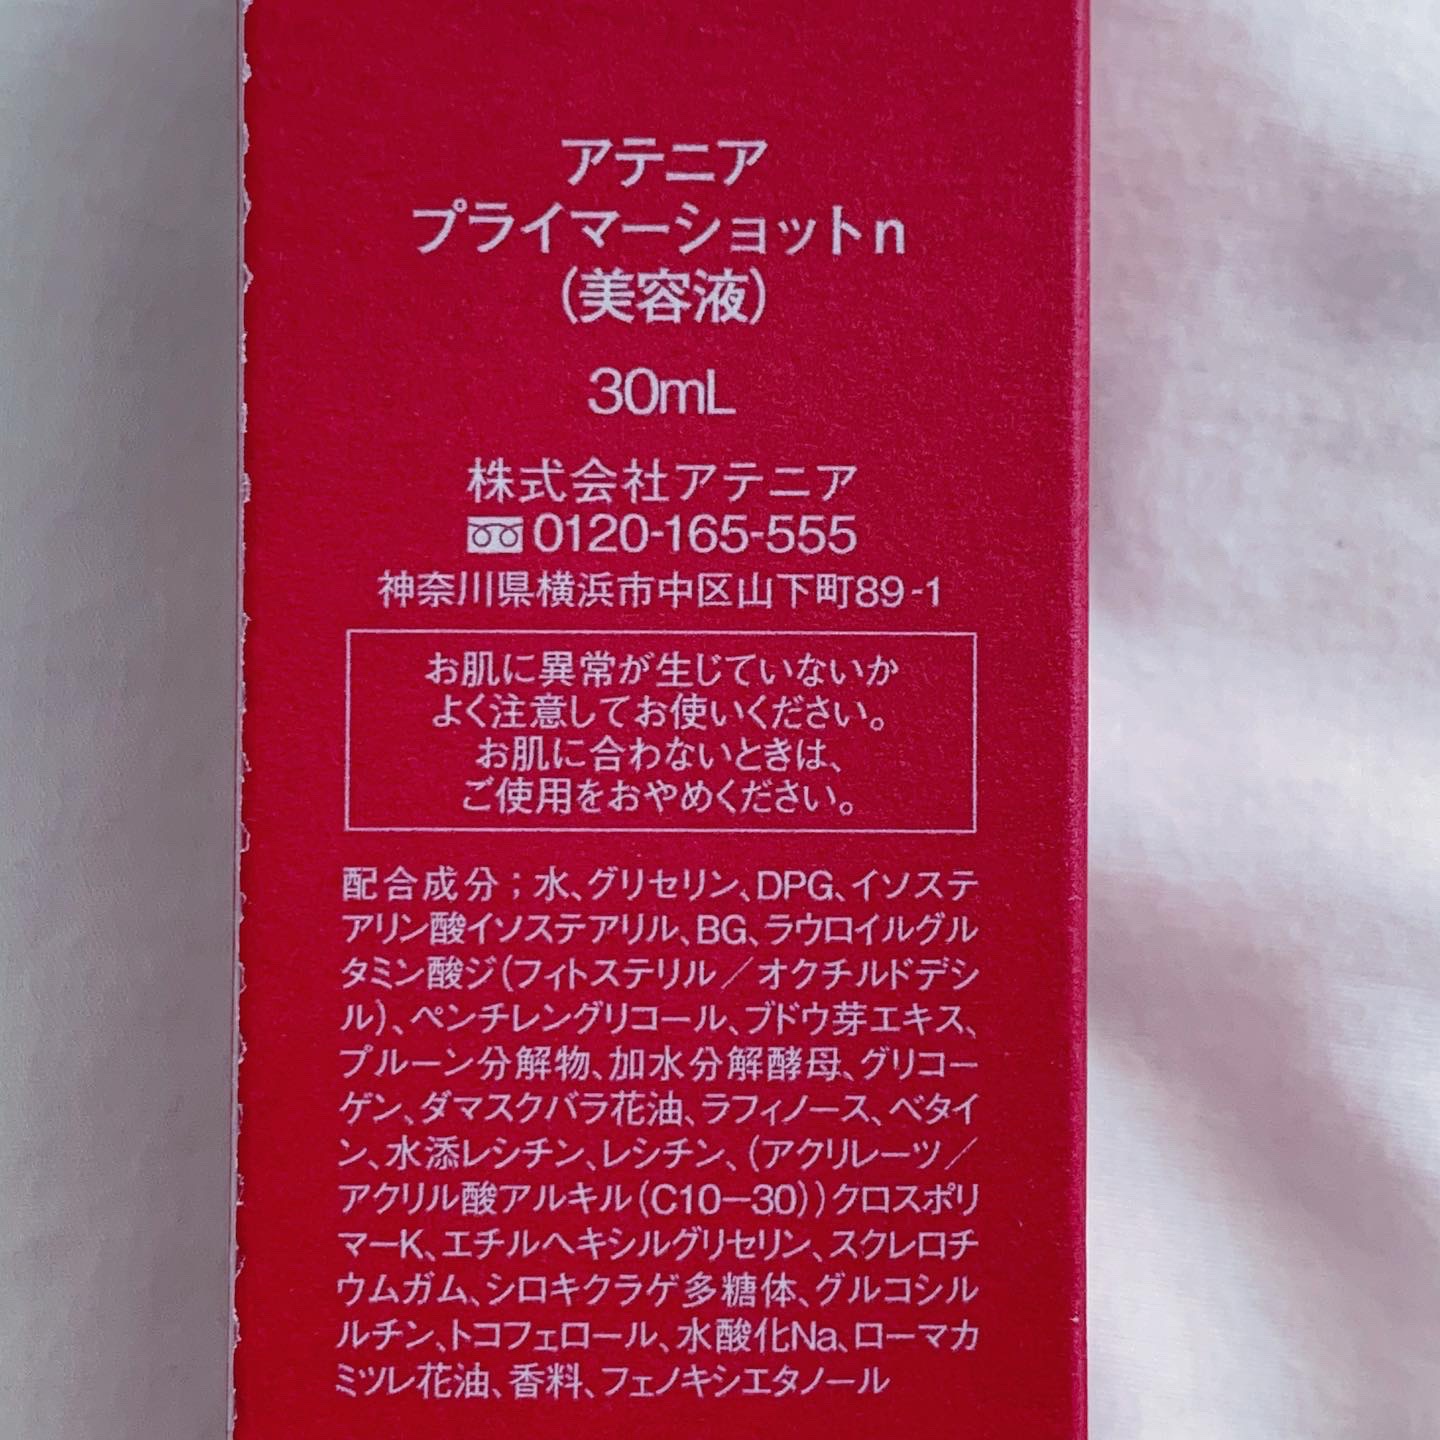 アテニア
プライマーショットn
(美容液)
30mL
株式会社アテニア
0120-165-555
神奈川県横浜市中区山下町89-1
お肌に異常が生じていないか
よく注意してお使いください。
お肌に合わないときは、
ご使用をおやめください。
配合成分;水、グリセリン、DPG、イソステ
アリン酸イソステアリル、BG、ラウロイルグル
タミン酸ジ(フィトステリル/オクチルドデシ
ル)、ペンチレングリコール、ブドウ芽エキス、
プルーン分解物、加水分解酵母、グリコー
ゲン、ダマスクバラ花油、ラフィノース、ベタイ
ン、水添レシチン、レシチン、(アクリレーツ/
アクリル酸アルキル(C10-30))クロスポリ
マーK、エチルヘキシルグリセリン、スクレロチ
ウムガム、シロキクラゲ多糖体、グルコシル
ルチン、トコフェロール、水酸化Na、ローマカ
ミツレ花油、香料、フェノキシエタノール